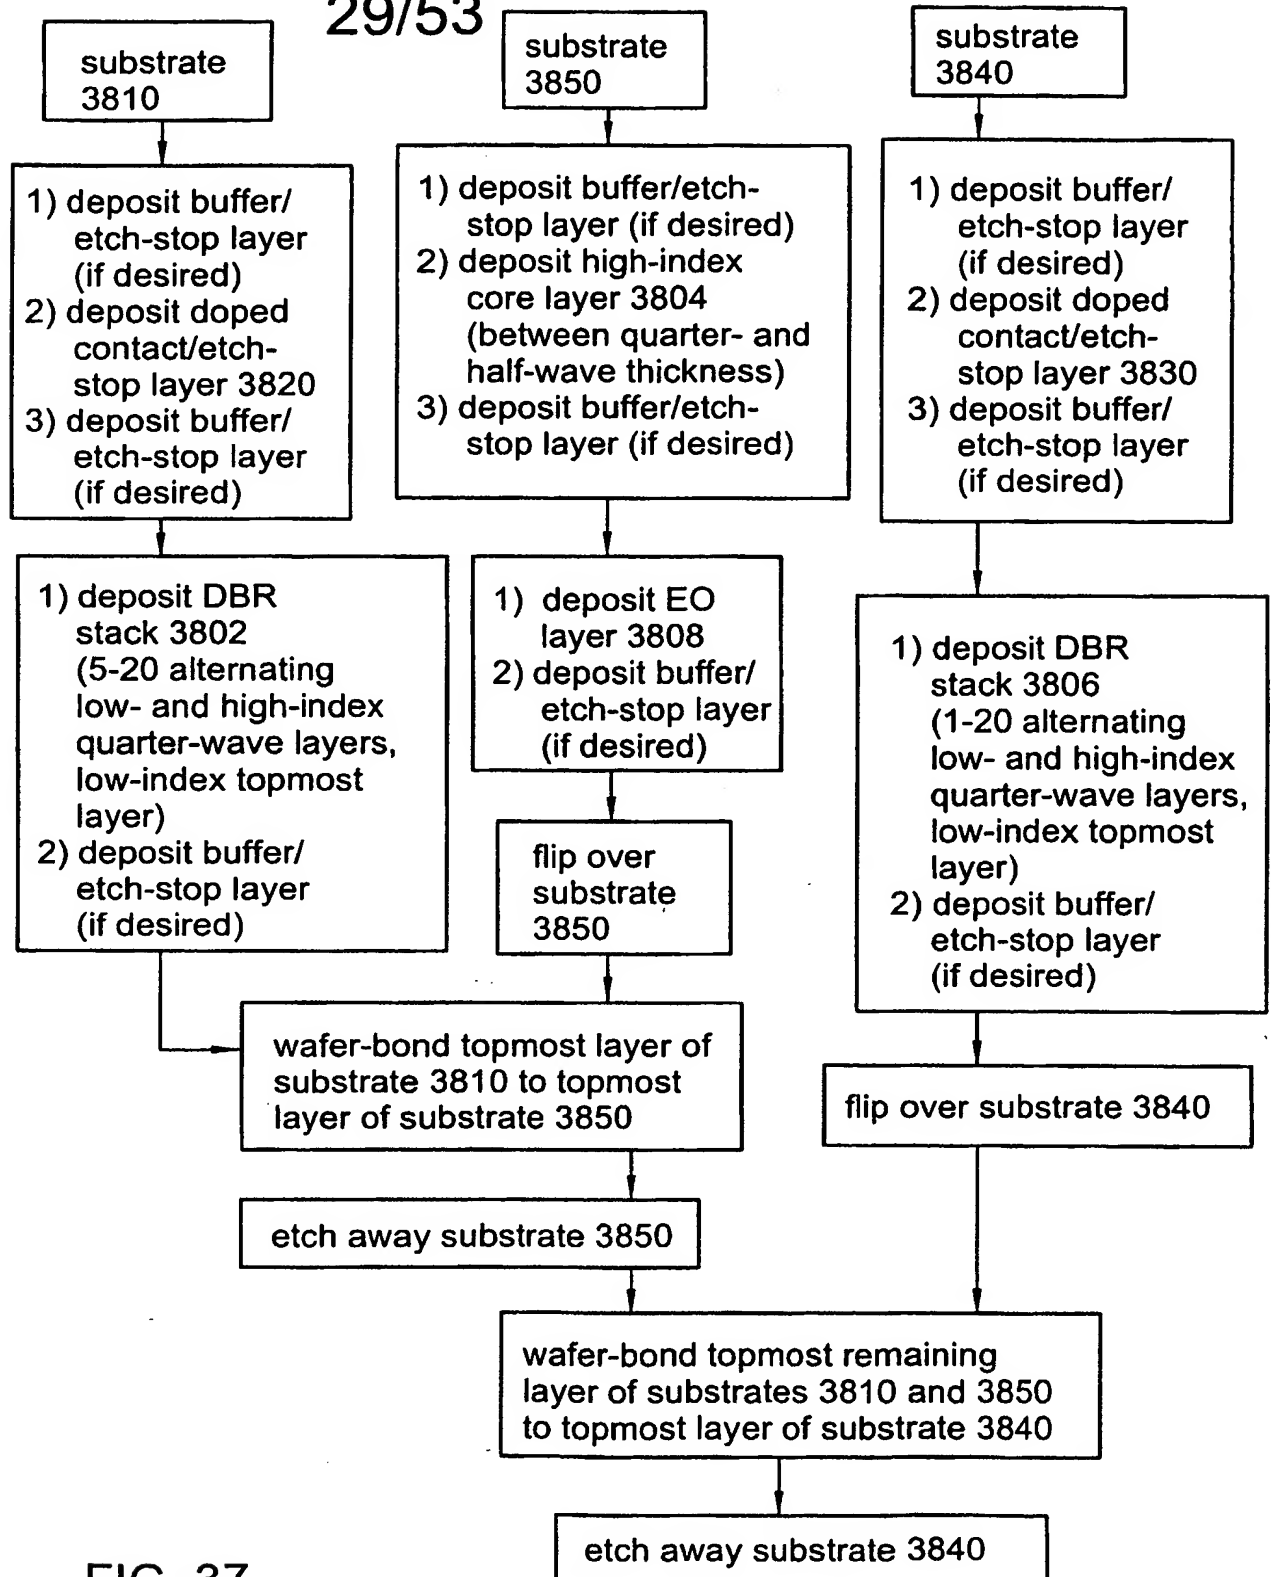 29/53
substrate
3810
substrate
3850
substrate
3840
1) deposit buffer/
etch-stop layer
(if desired)
2) deposit doped
contact/etch-
stop layer 3820
3) deposit buffer/
etch-stop layer
(if desired)
1) deposit buffer/etch-
stop layer (if desired)
2) deposit high-index
core layer 3804
(between quarter- and
half-wave thickness)
3) deposit buffer/etch-
stop layer (if desired)
1) deposit buffer/
etch-stop layer
(if desired)
2) deposit doped
contact/etch-
stop layer 3830
3) deposit buffer/
etch-stop layer
(if desired)
1) deposit DBR
stack 3802
(5-20 alternating
low- and high-index
quarter-wave layers,
low-index topmost
layer)
2) deposit buffer/
etch-stop layer
(if desired)
1) deposit EO
layer 3808
2) deposit buffer/
etch-stop layer
(if desired)
1) deposit DBR
stack 3806
(1-20 alternating
low- and high-index
quarter-wave layers,
low-index topmost
layer)
2) deposit buffer/
etch-stop layer
(if desired)
flip over
substrate
3850
wafer-bond topmost layer of
substrate 3810 to topmost
layer of substrate 3850
flip over substrate 3840
etch away substrate 3850
wafer-bond topmost remaining
layer of substrates 3810 and 3850
to topmost layer of substrate 3840
etch away substrate 3840
FIG. 37